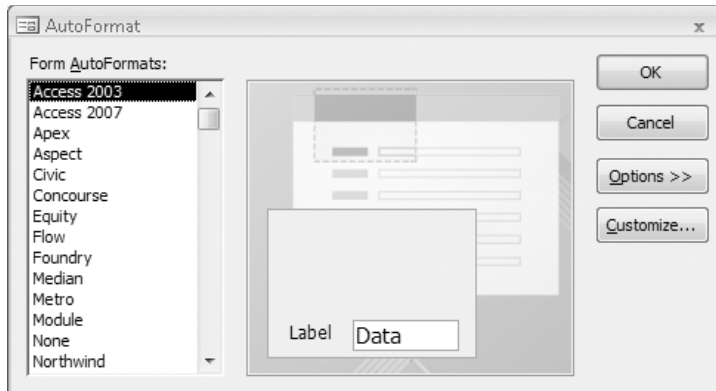 AutoFormat
x
Form AutoFormats:
Access 2003
Access 2007
Apex
Aspect
Civic
Concourse
Equity
Flow
Foundry
Median
Metro
Module
None
Northwind
Label
Data
OK
Cancel
Options >>
Customize...